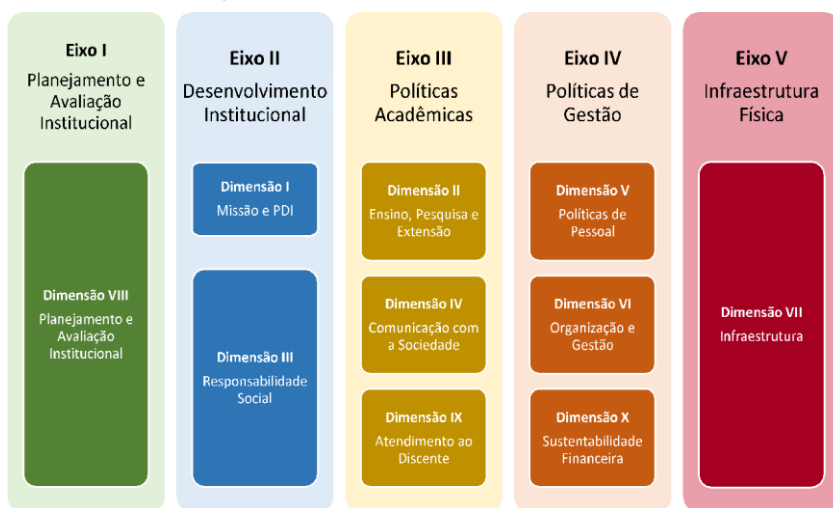 Eixo I
Planejamento e
Avaliação
Institucional
Dimensão VIII
Planejamento e
Avaliação
Institucional
Eixo II
Desenvolvimento
Institucional
Dimensão I
Missão e PDI
Dimensão III
Responsabilidade
Social
Eixo III
Políticas
Acadêmicas
Dimensão II
Ensino, Pesquisa e
Extensão
Dimensão IV
Comunicação com
a Sociedade
Dimensão IX
Atendimento ao
Discente
Eixo IV
Políticas de
Gestão
Dimensão V
Políticas de
Pessoal
Dimensão VI
Organização e
Gestão
Dimensão X
Sustentabilidade
Financeira
Eixo V
Infraestrutura
Física
Dimensão VII
Infraestrutura